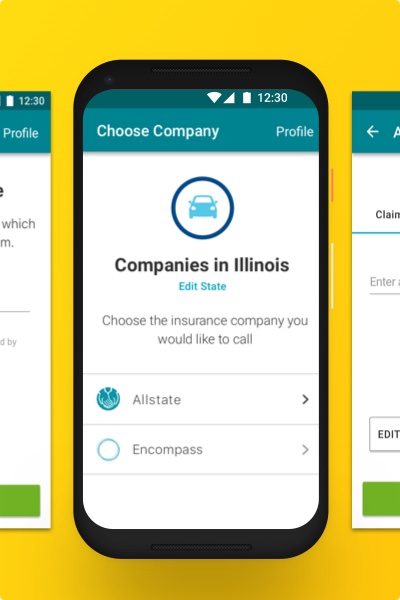 12:30
Profile
e
which
m.
d by
12:30
Choose Company
Profile
Companies in Illinois
Edit State
Choose the insurance company you
would like to call
Allstate
Encompass
A
Claim
Enter a
EDIT